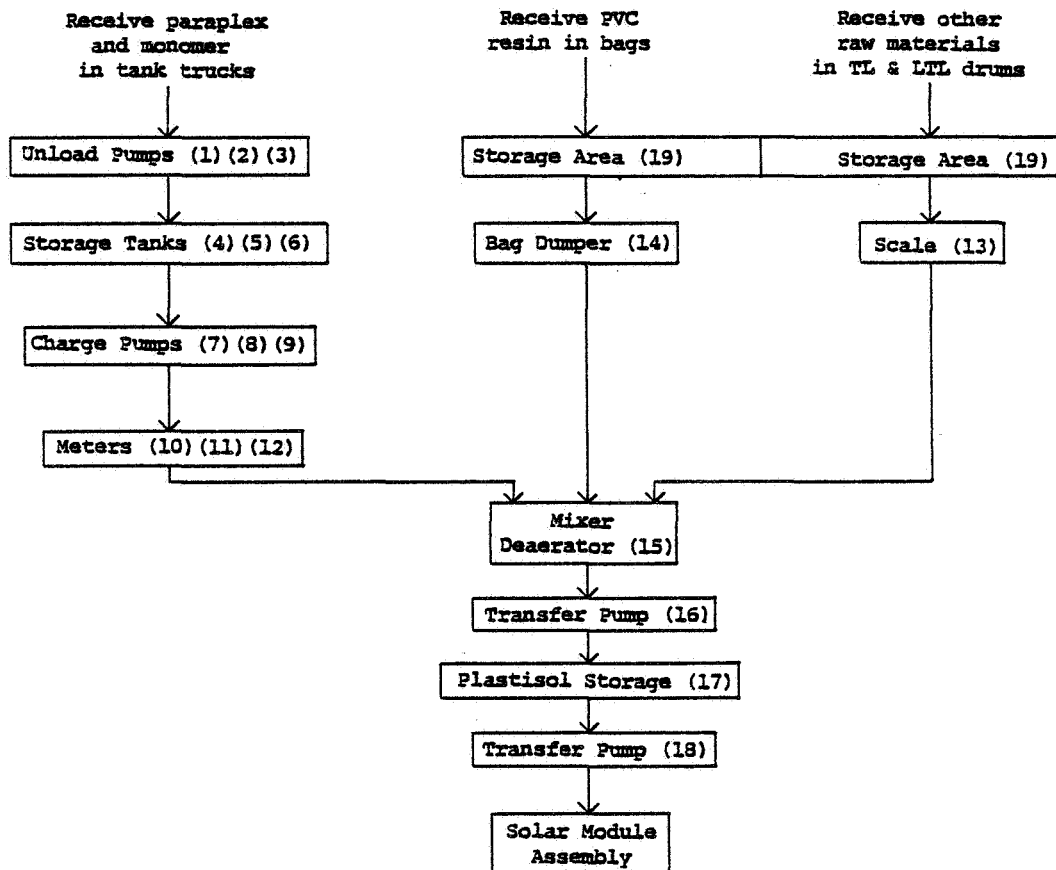 Receive paraplex
and monomer
in tank trucks
Receive PVC
resin in bags
Receive other
raw materials
in TL & LTL drums
Unload Pumps (1)(2)(3)
Storage Area (19)
Storage Area (19)
Storage Tanks (4)(5)(6)
Bag Dumper (14)
Scale (13)
Charge Pumps (7)(8)(9)
Meters (10)(11)(12)
Mixer
Deaerator (15)
Transfer Pump (16)
Plastisol Storage (17)
Transfer Pump (18)
Solar Module
Assembly